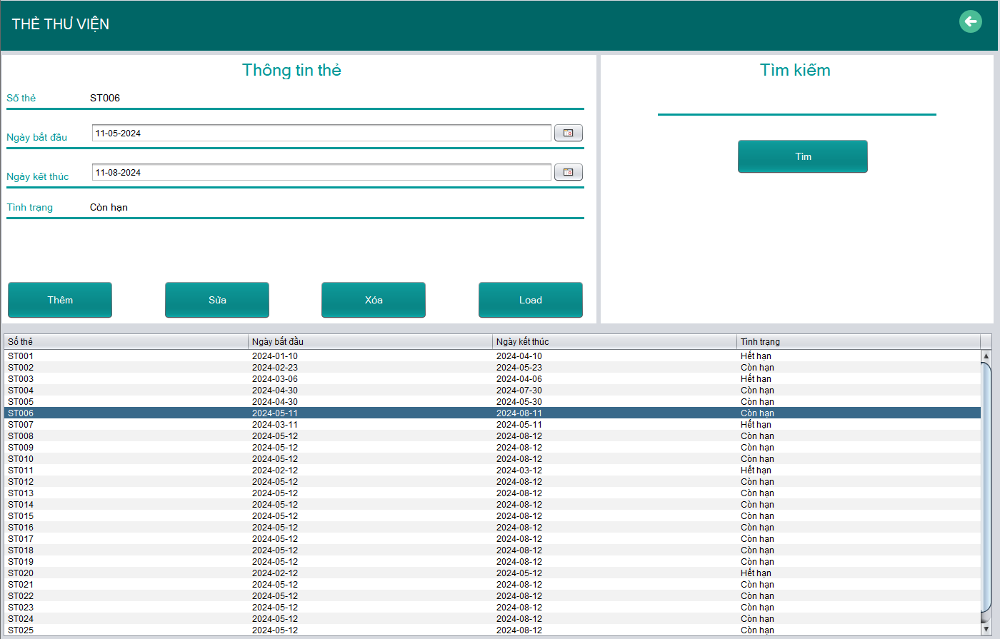 THẺ THƯ VIỆN
Thông tin thẻ
Số thẻ ST006
Ngày bắt đầu 11-05-2024
Ngày kết thúc 11-08-2024
Tình trạng Còn hạn
Thêm Sửa Xóa Load
Tìm kiếm
Tìm
Số thẻ Ngày bắt đầu Ngày kết thúc Tình trạng
ST001 2024-01-10 2024-04-10 Hết hạn
ST002 2024-02-23 2024-05-23 Còn hạn
ST003 2024-03-06 2024-04-06 Hết hạn
ST004 2024-04-30 2024-07-30 Còn hạn
ST005 2024-04-30 2024-05-30 Còn hạn
ST006 2024-05-11 2024-08-11 Còn hạn
ST007 2024-03-11 2024-05-11 Hết hạn
ST008 2024-05-12 2024-08-12 Còn hạn
ST009 2024-05-12 2024-08-12 Còn hạn
ST010 2024-05-12 2024-08-12 Còn hạn
ST011 2024-02-12 2024-03-12 Hết hạn
ST012 2024-05-12 2024-08-12 Còn hạn
ST013 2024-05-12 2024-08-12 Còn hạn
ST014 2024-05-12 2024-08-12 Còn hạn
ST015 2024-05-12 2024-08-12 Còn hạn
ST016 2024-05-12 2024-08-12 Còn hạn
ST017 2024-05-12 2024-08-12 Còn hạn
ST018 2024-05-12 2024-08-12 Còn hạn
ST019 2024-05-12 2024-08-12 Còn hạn
ST020 2024-02-12 2024-05-12 Hết hạn
ST021 2024-05-12 2024-08-12 Còn hạn
ST022 2024-05-12 2024-08-12 Còn hạn
ST023 2024-05-12 2024-08-12 Còn hạn
ST024 2024-05-12 2024-08-12 Còn hạn
ST025 2024-05-12 2024-08-12 Còn hạn